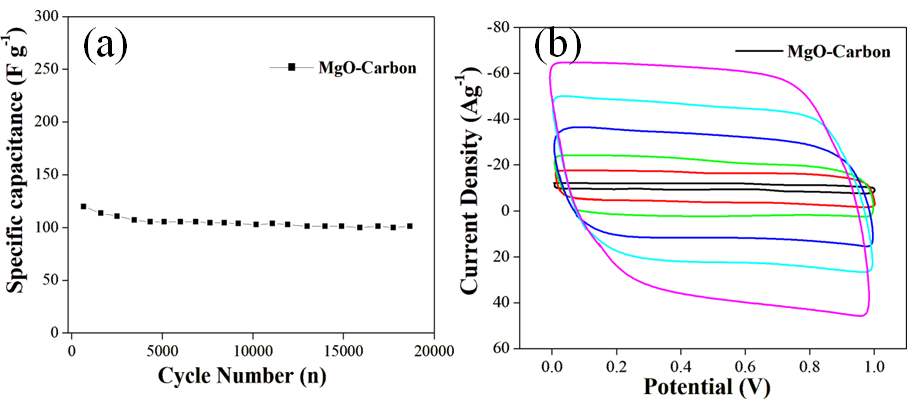 (a)
MgO-Carbon
Specific capacitance (F g-1)
300
250
200
150
100
50
0
0 5000 10000 15000 20000
Cycle Number (n)
(b)
MgO-Carbon
Current Density (Ag-1)
-80
-60
-40
-20
0
20
40
60
0.0 0.2 0.4 0.6 0.8 1.0
Potential (V)